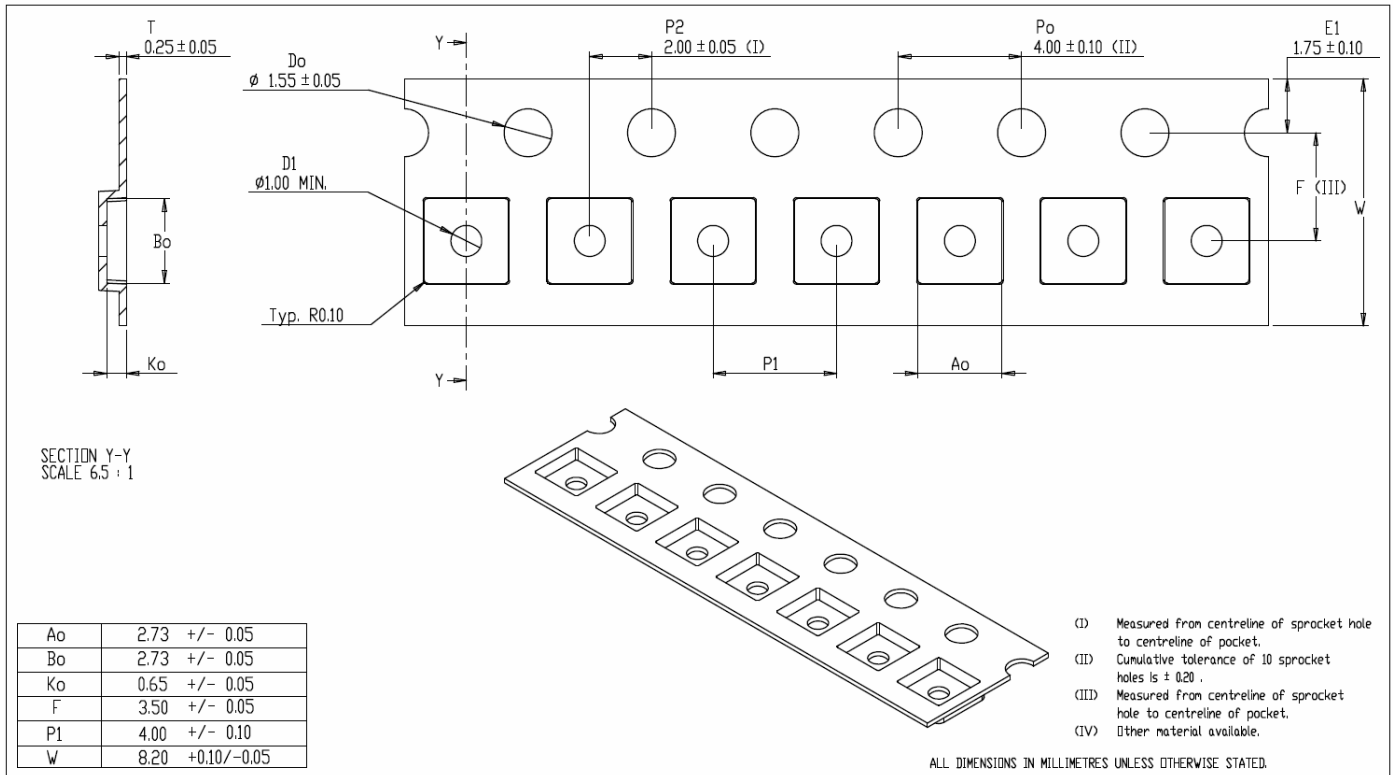 T
0.25 ± 0.05
Do
ø 1.55 ± 0.05
Y
P2
2.00 ± 0.05 (I)
Po
4.00 ± 0.10 (II)
E1
1.75 ± 0.10
D1
Ø1.00 MIN.
F (III)
W
Bo
Typ. R0.10
Ko
Y
P1
Ao
SECTION Y-Y
SCALE 6.5 : 1
Ao 2.73 +/- 0.05
Bo 2.73 +/- 0.05
Ko 0.65 +/- 0.05
F 3.50 +/- 0.05
P1 4.00 +/- 0.10
W 8.20 +0.10/-0.05
(I) Measured from centreline of sprocket hole
to centreline of pocket.
(II) Cumulative tolerance of 10 sprocket
holes is ± 0.20 .
(III) Measured from centreline of sprocket
hole to centreline of pocket.
(IV) Other material available.
ALL DIMENSIONS IN MILLIMETRES UNLESS OTHERWISE STATED.